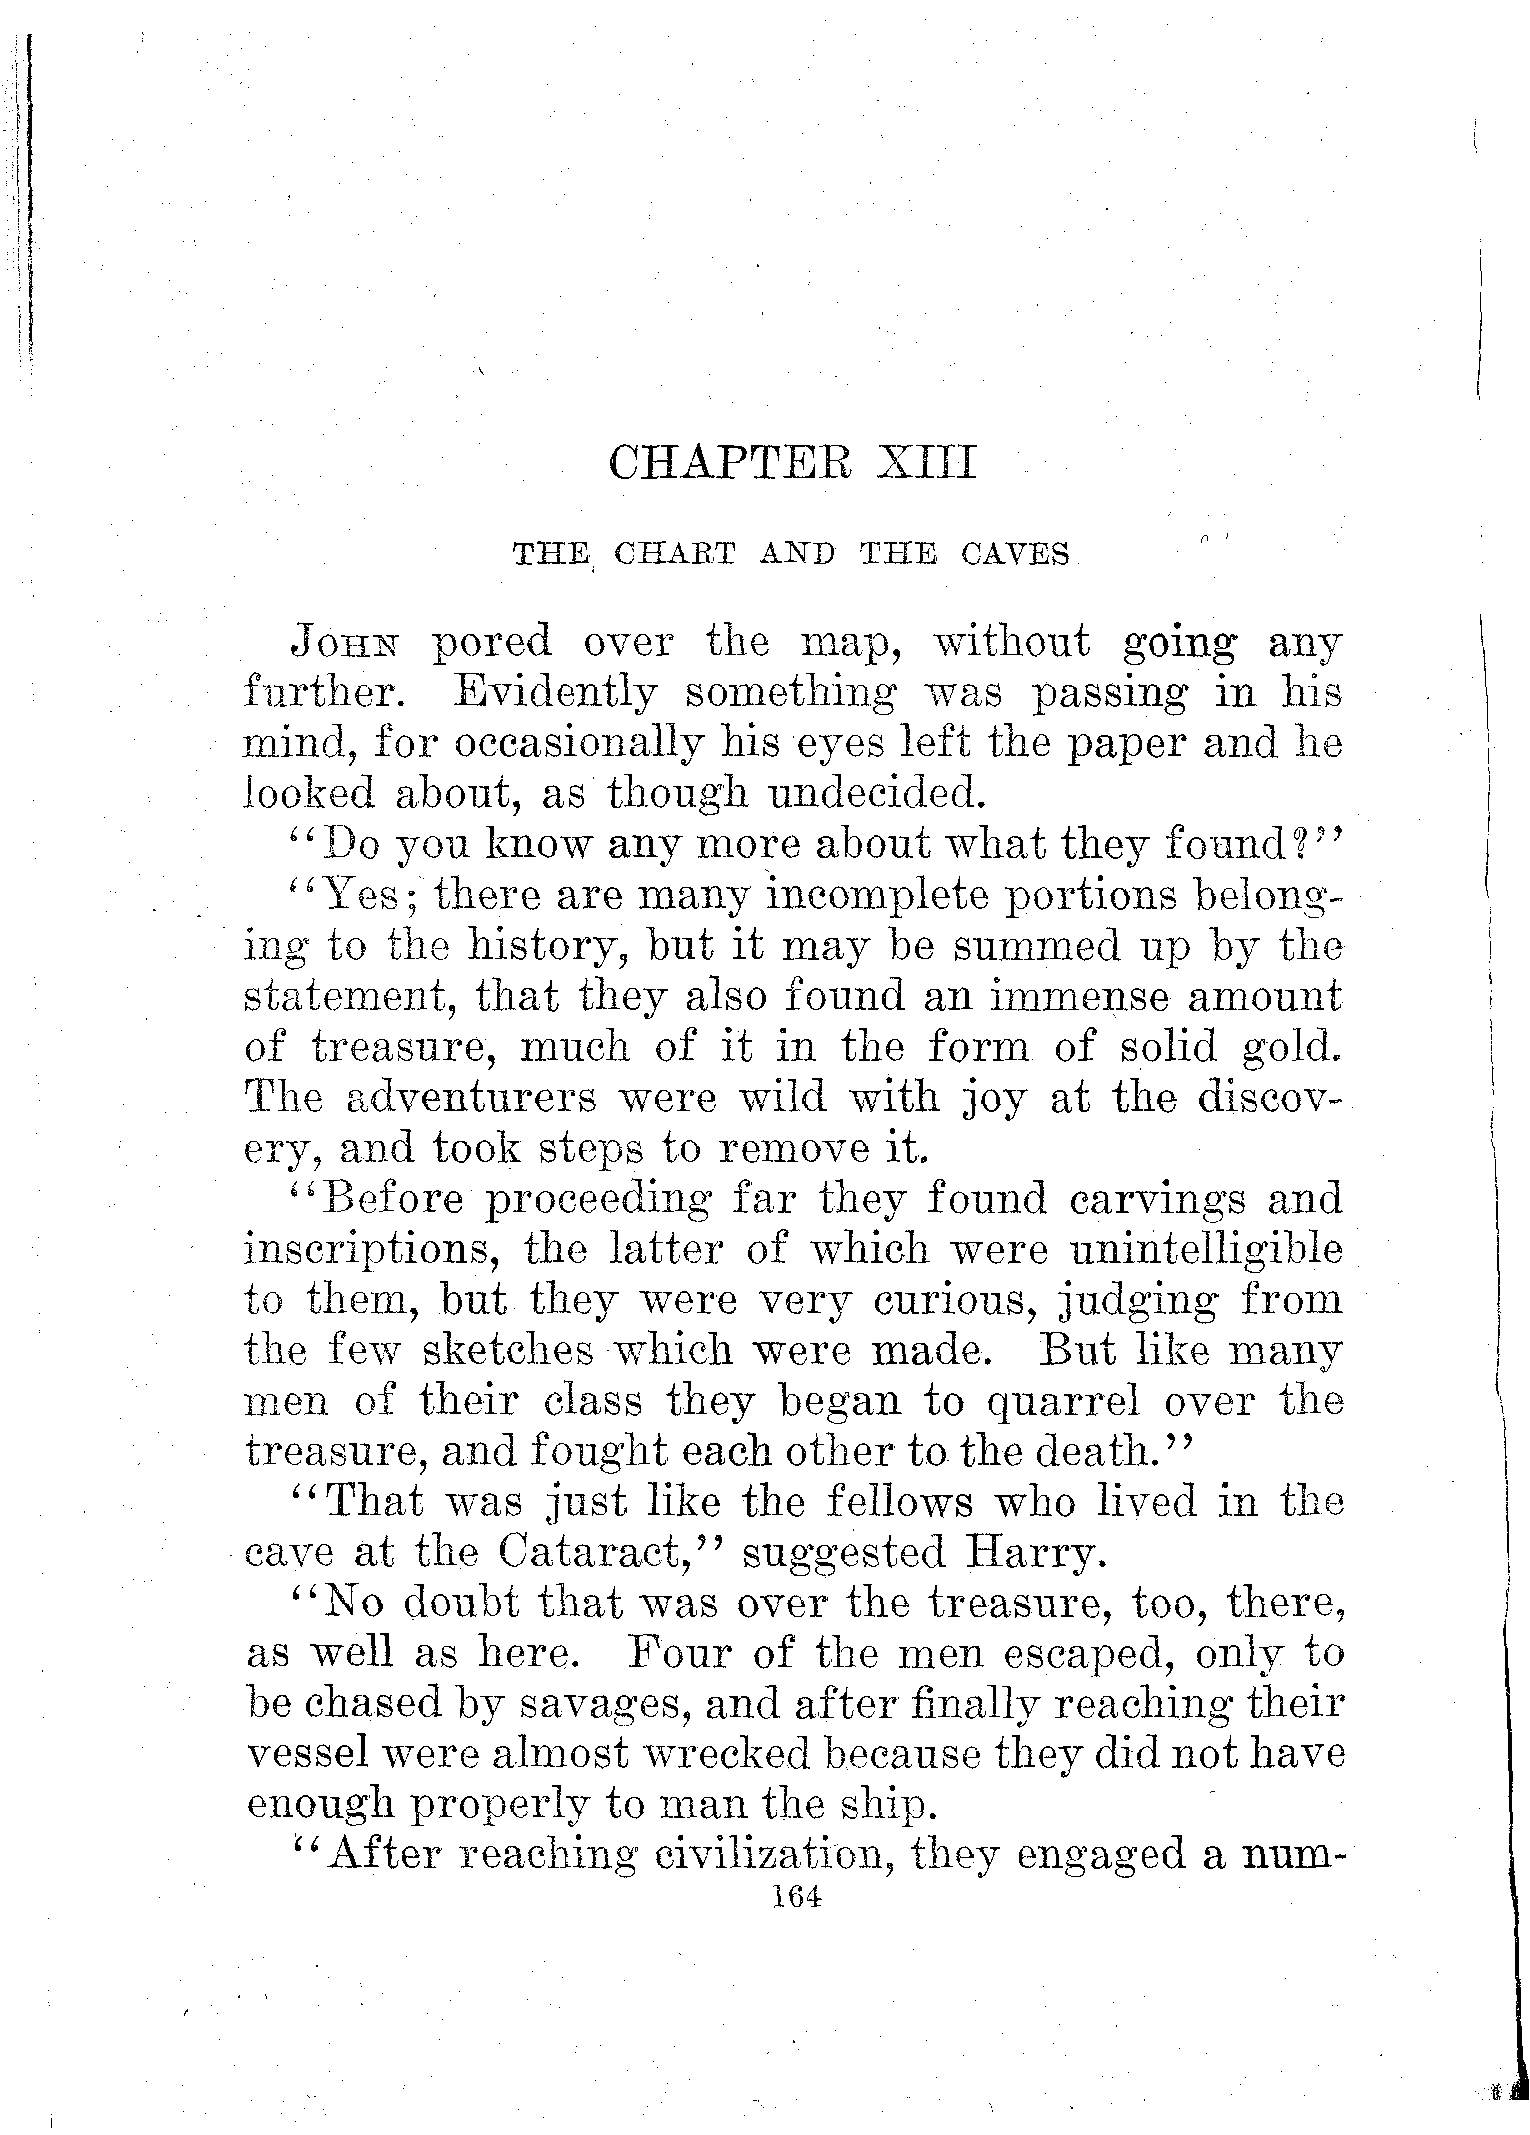 CHAPTER XIII
THE CHART AND THE CAVES
JOHN pored over the map, without going any
further. Evidently something was passing in his
mind, for occasionally his eyes left the paper and he
looked about, as though undecided.
"Do you know any more about what they found?"
"Yes; there are many incomplete portions belong-
ing to the history, but it may be summed up by the
statement, that they also found an immense amount
of treasure, much of it in the form of solid gold.
The adventurers were wild with joy at the discov-
ery, and took steps to remove it.
"Before proceeding far they found carvings and
inscriptions, the latter of which were unintelligible
to them, but they were very curious, judging from
the few sketches which were made. But like many
men of their class they began to quarrel over the
treasure, and fought each other to the death."
"That was just like the fellows who lived in the
cave at the Cataract," suggested Harry.
"No doubt that was over the treasure, too, there,
as well as here. Four of the men escaped, only to
be chased by savages, and after finally reaching their
vessel were almost wrecked because they did not have
enough properly to man the ship.
"After reaching civilization, they engaged a num-
164